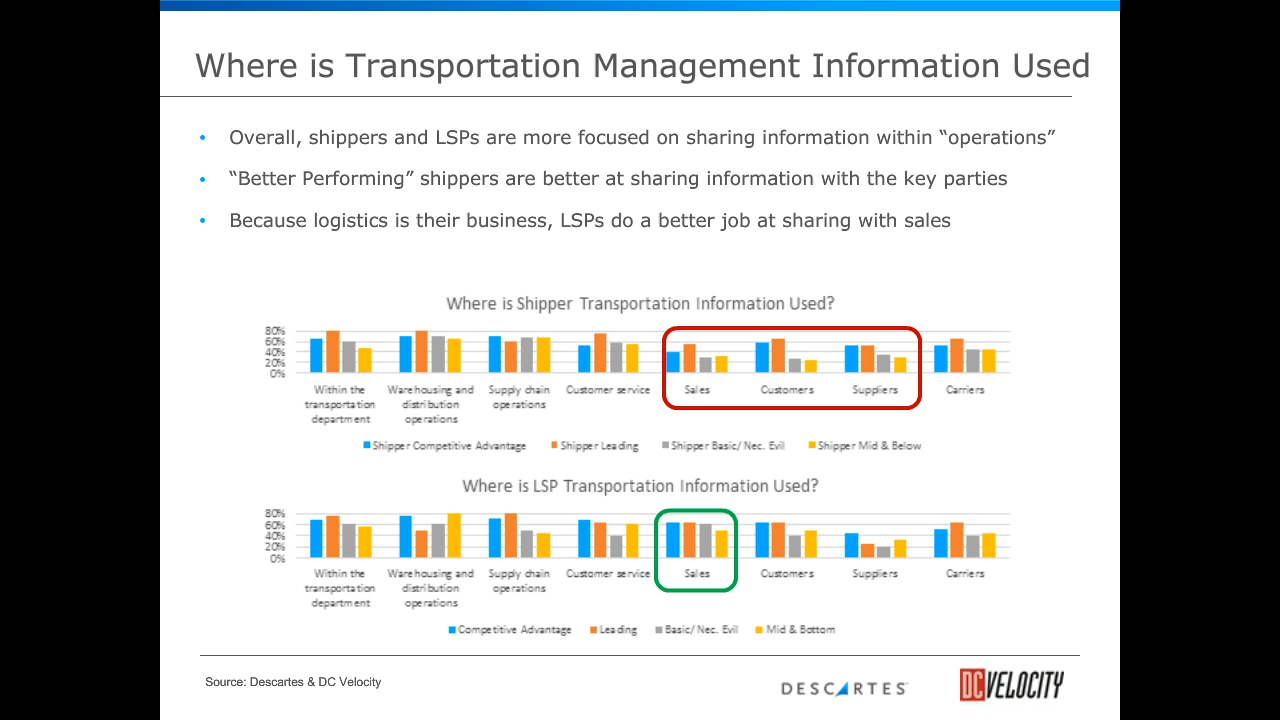 Where is Transportation Management Information Used
• Overall, shippers and LSPs are more focused on sharing information within “operations”
• “Better Performing” shippers are better at sharing information with the key parties
• Because logistics is their business, LSPs do a better job at sharing with sales
Where is Shipper Transportation Information Used?
80%
60%
40%
20%
0%
Within the transportation department
Warehousing and distribution operations
Supply chain operations
Customer service
Sales
Customers
Suppliers
Carriers
Shipper Competitive Advantage
Shipper Leading
Shipper Basic/ Nec. Evil
Shipper Mid & Below
Where is LSP Transportation Information Used?
80%
60%
40%
20%
0%
Within the transportation department
Warehousing and distribution operations
Supply chain operations
Customer service
Sales
Customers
Suppliers
Carriers
Competitive Advantage
Leading
Basic/ Nec. Evil
Mid & Bottom
Source: Descartes & DC Velocity
DESCARTES
DC VELOCITY